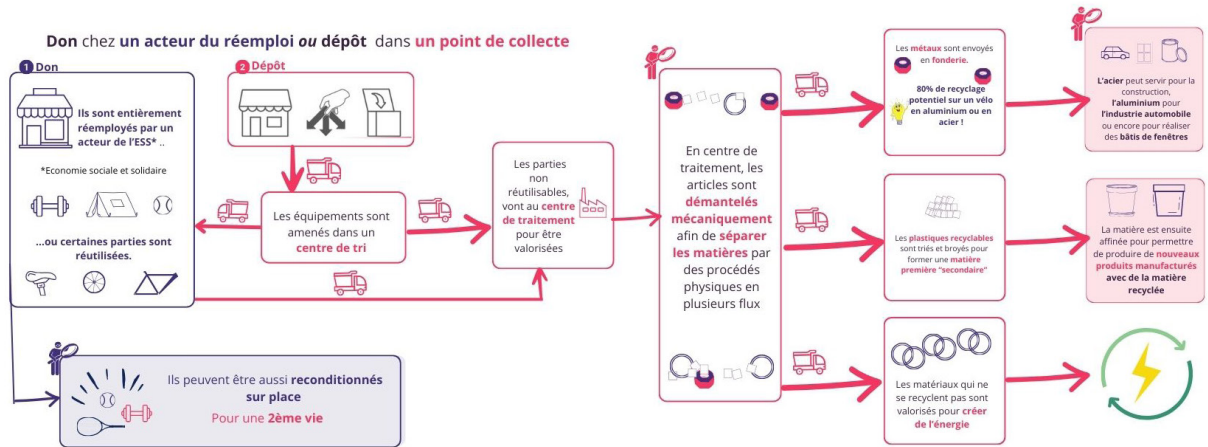 Don chez un acteur du réemploi ou dépôt dans un point de collecte
1 Don
Ils sont entièrement
réemployés par un
acteur de l'ESS* ..
*Economie sociale et solidaire
...ou certaines parties sont
réutilisées.
2 Dépôt
Les équipements sont
amenés dans un
centre de tri
Ils peuvent être aussi reconditionnés
sur place
Pour une 2ème vie
Les parties
non
réutilisables,
vont au centre
de traitement
pour être
valorisées
En centre de
traitement, les
articles sont
démantelés
mécaniquement
afin de séparer
les matières par
des procédés
physiques en
plusieurs flux
Les métaux sont envoyés
en fonderie.
80% de recyclage
potentiel sur un vélo
en aluminium ou en
acier !
L'acier peut servir pour la
construction,
l'aluminium pour
l'industrie automobile
ou encore pour réaliser
des bâtis de fenêtres
Les plastiques recyclables
sont triés et broyés pour
former une matière
première "secondaire"
La matière est ensuite
affinée pour permettre
de produire de nouveaux
produits manufacturés
avec de la matière
recyclée
Les matériaux qui ne
se recyclent pas sont
valorisés pour créer
de l'énergie